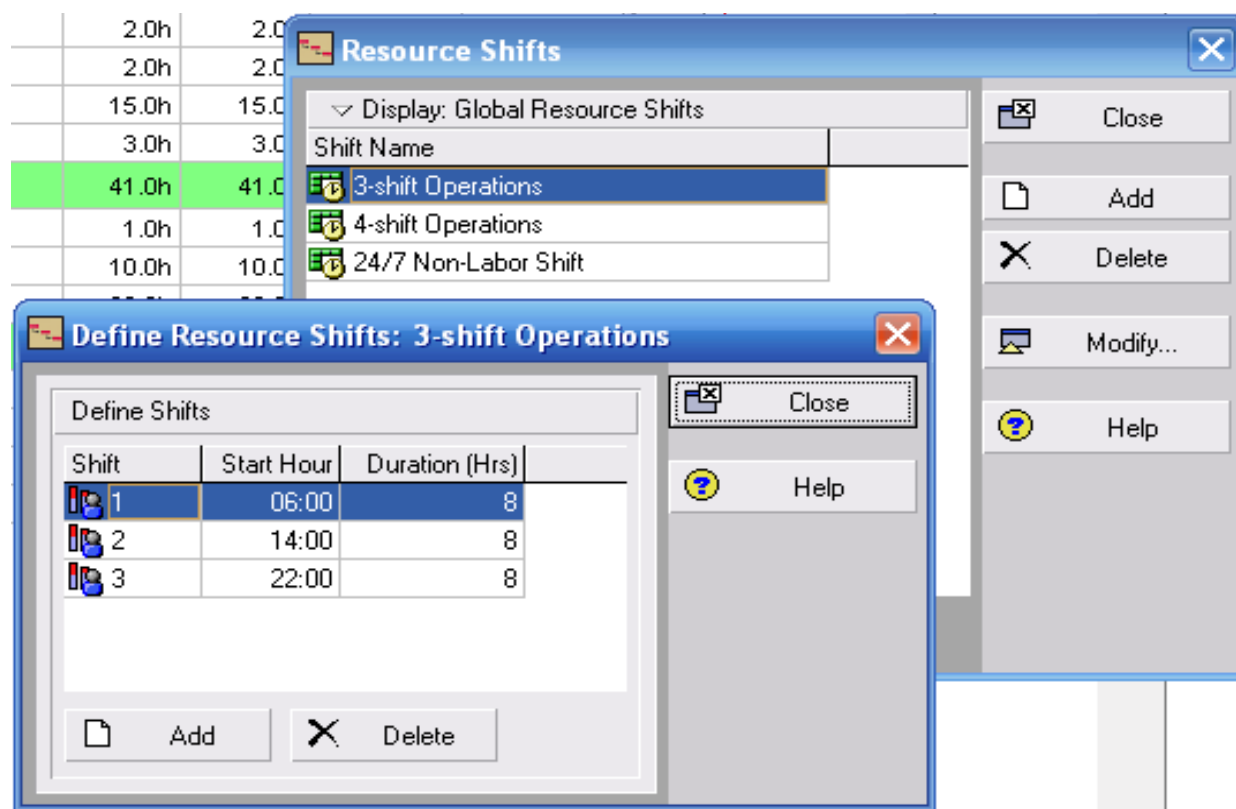 2.0h 2.0
2.0h 2.0
15.0h 15.0
3.0h 3.0
41.0h 41.0
1.0h 1.0
10.0h 10.0
Resource Shifts
Display: Global Resource Shifts
Shift Name
3-shift Operations
4-shift Operations
24/7 Non-Labor Shift
Close
Add
Delete
Modify...
Help
Define Resource Shifts: 3-shift Operations
Define Shifts
Shift Start Hour Duration (Hrs)
1 06:00 8
2 14:00 8
3 22:00 8
Add Delete
Close
Help